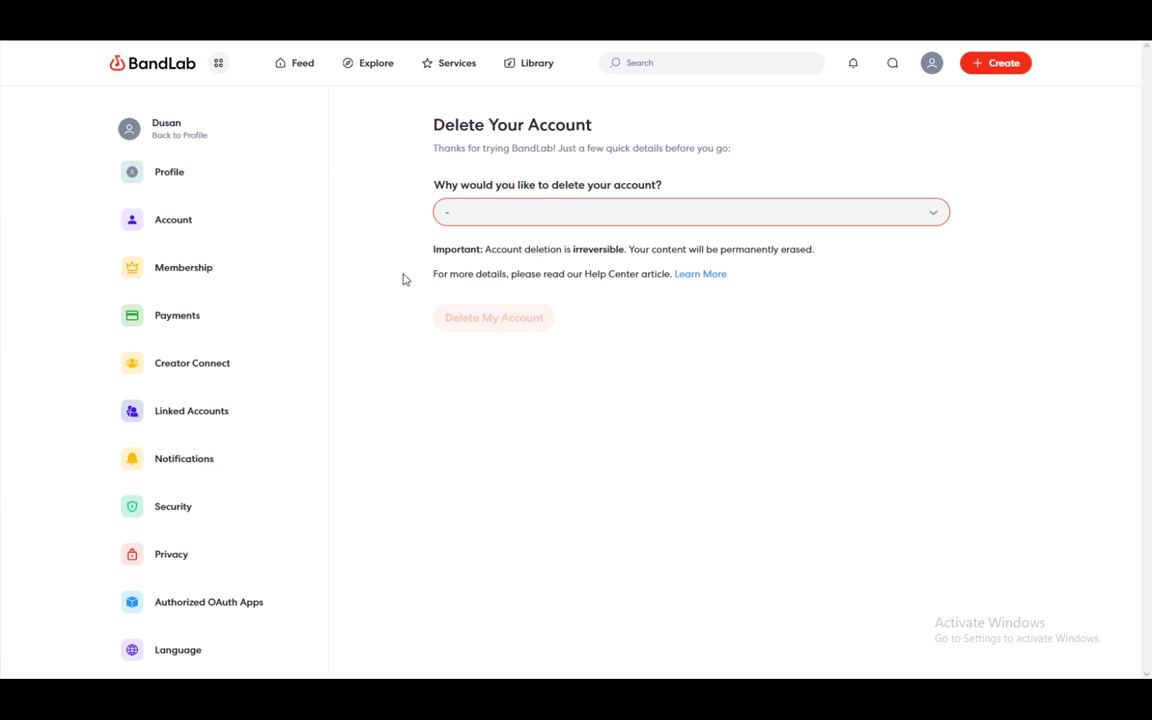 BandLab
Feed
Explore
Services
Library
Search
+ Create
Dusan
Back to Profile
Profile
Account
Membership
Payments
Creator Connect
Linked Accounts
Notifications
Security
Privacy
Authorized OAuth Apps
Language
Delete Your Account
Thanks for trying BandLab! Just a few quick details before you go:
Why would you like to delete your account?
-
Important: Account deletion is irreversible. Your content will be permanently erased.
For more details, please read our Help Center article. Learn More
Delete My Account
Activate Windows
Go to Settings to activate Windows.